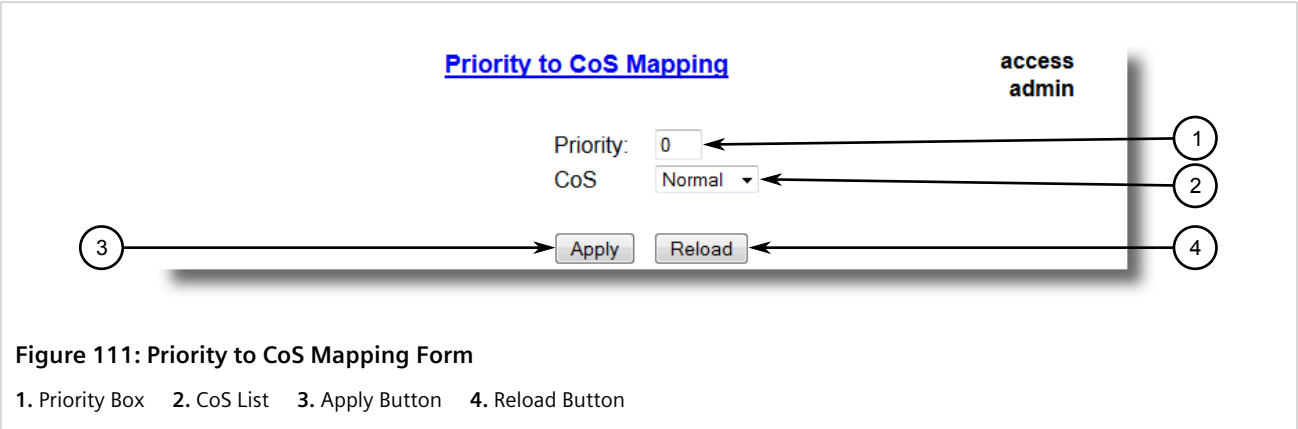 Priority to CoS Mapping
access
admin
Priority: 0
1
CoS Normal
2
3
Apply Reload
4
Figure 111: Priority to CoS Mapping Form
1. Priority Box 2. CoS List 3. Apply Button 4. Reload Button